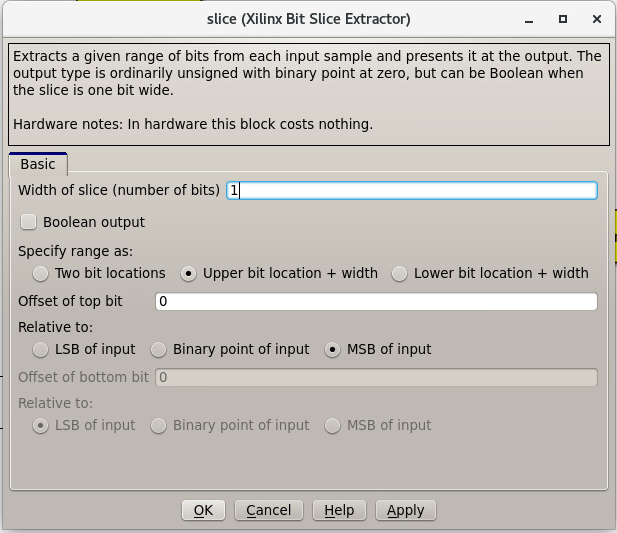 slice (Xilinx Bit Slice Extractor)
Extracts a given range of bits from each input sample and presents it at the output. The
output type is ordinarily unsigned with binary point at zero, but can be Boolean when
the slice is one bit wide.
Hardware notes: In hardware this block costs nothing.
Basic
Width of slice (number of bits) 1
Boolean output
Specify range as:
Two bit locations Upper bit location + width Lower bit location + width
Offset of top bit 0
Relative to:
LSB of input Binary point of input MSB of input
Offset of bottom bit 0
Relative to:
LSB of input Binary point of input MSB of input
OK Cancel Help Apply